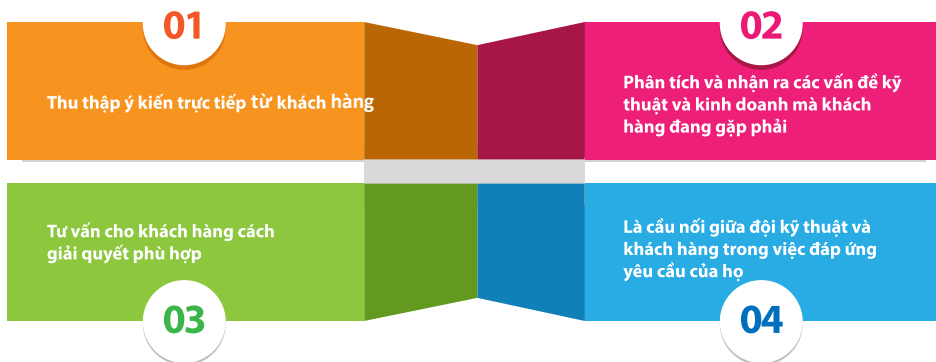 01
Thu thập ý kiến trực tiếp từ khách hàng
02
Phân tích và nhận ra các vấn đề kỹ
thuật và kinh doanh mà khách
hàng đang gặp phải
Tư vấn cho khách hàng cách
giải quyết phù hợp
03
Là cầu nối giữa đội kỹ thuật và
khách hàng trong việc đáp ứng
yêu cầu của họ
04